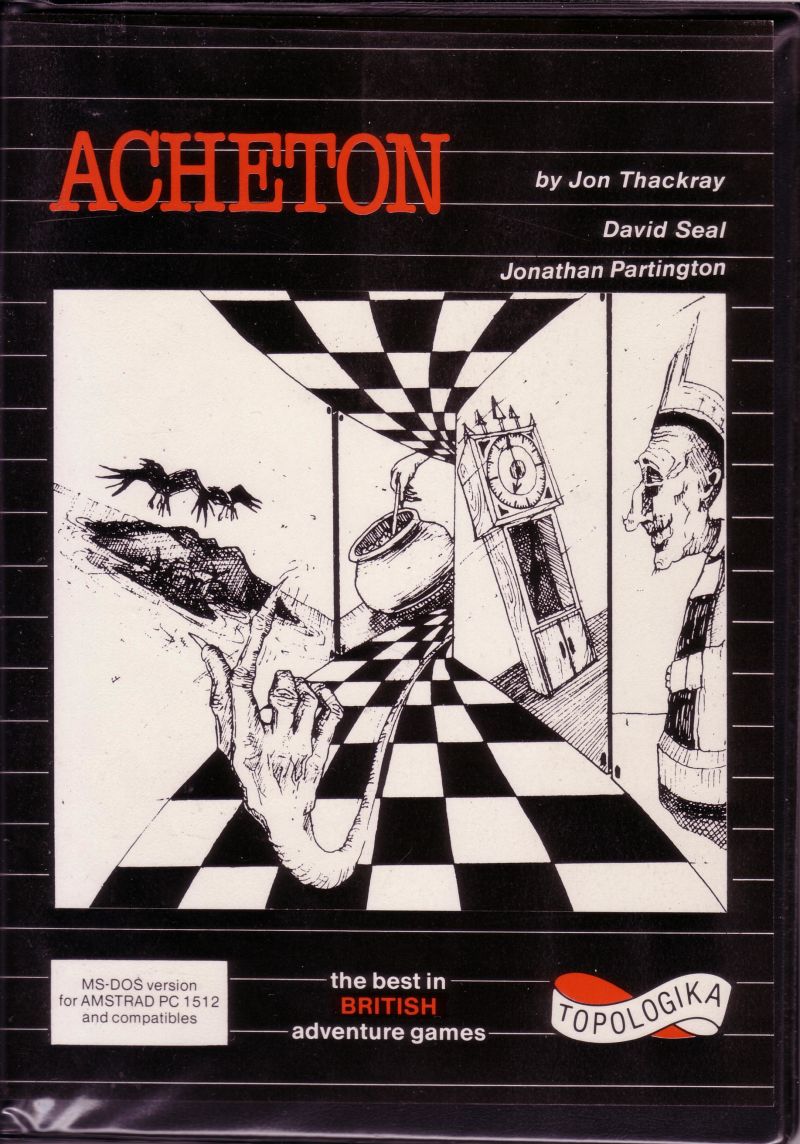 ACHETON
by Jon Thackray
David Seal
Jonathan Partington
MS-DOS version
for AMSTRAD PC 1512
and compatibles
the best in
BRITISH
adventure games
TOPOLOGIKA